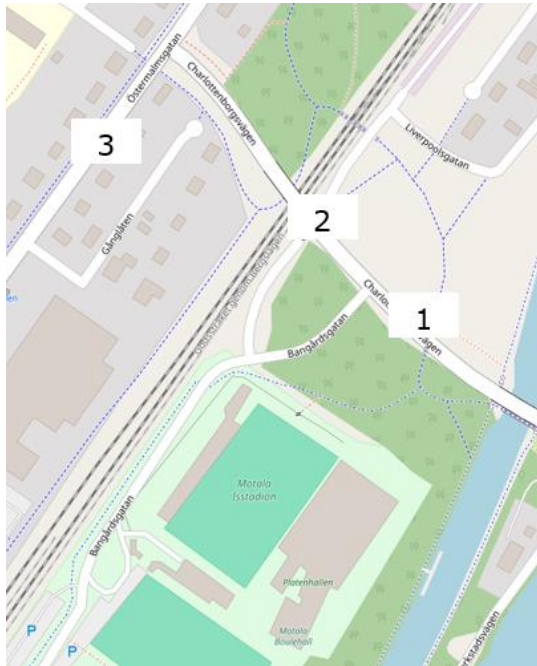 Östermalmsgatan
Charlottenborgsvägen
3
Liverpoolsgatan
Gånglåten
2
1
Bangårdsgatan
Motala
Isstadion
Bangårdsgatan
Platenhallen
Motala
Boulehall
P
P